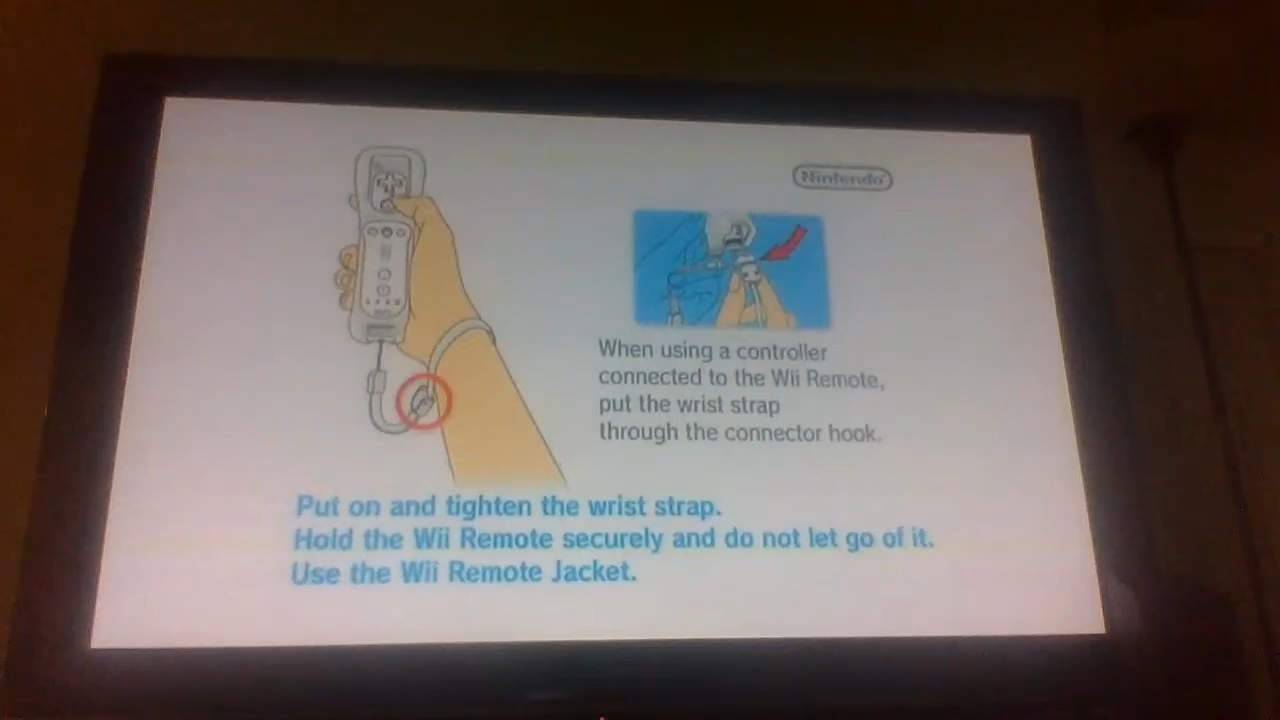 Nintendo
When using a controller
connected to the Wii Remote,
put the wrist strap
through the connector hook.
Put on and tighten the wrist strap.
Hold the Wii Remote securely and do not let go of it.
Use the Wii Remote Jacket.